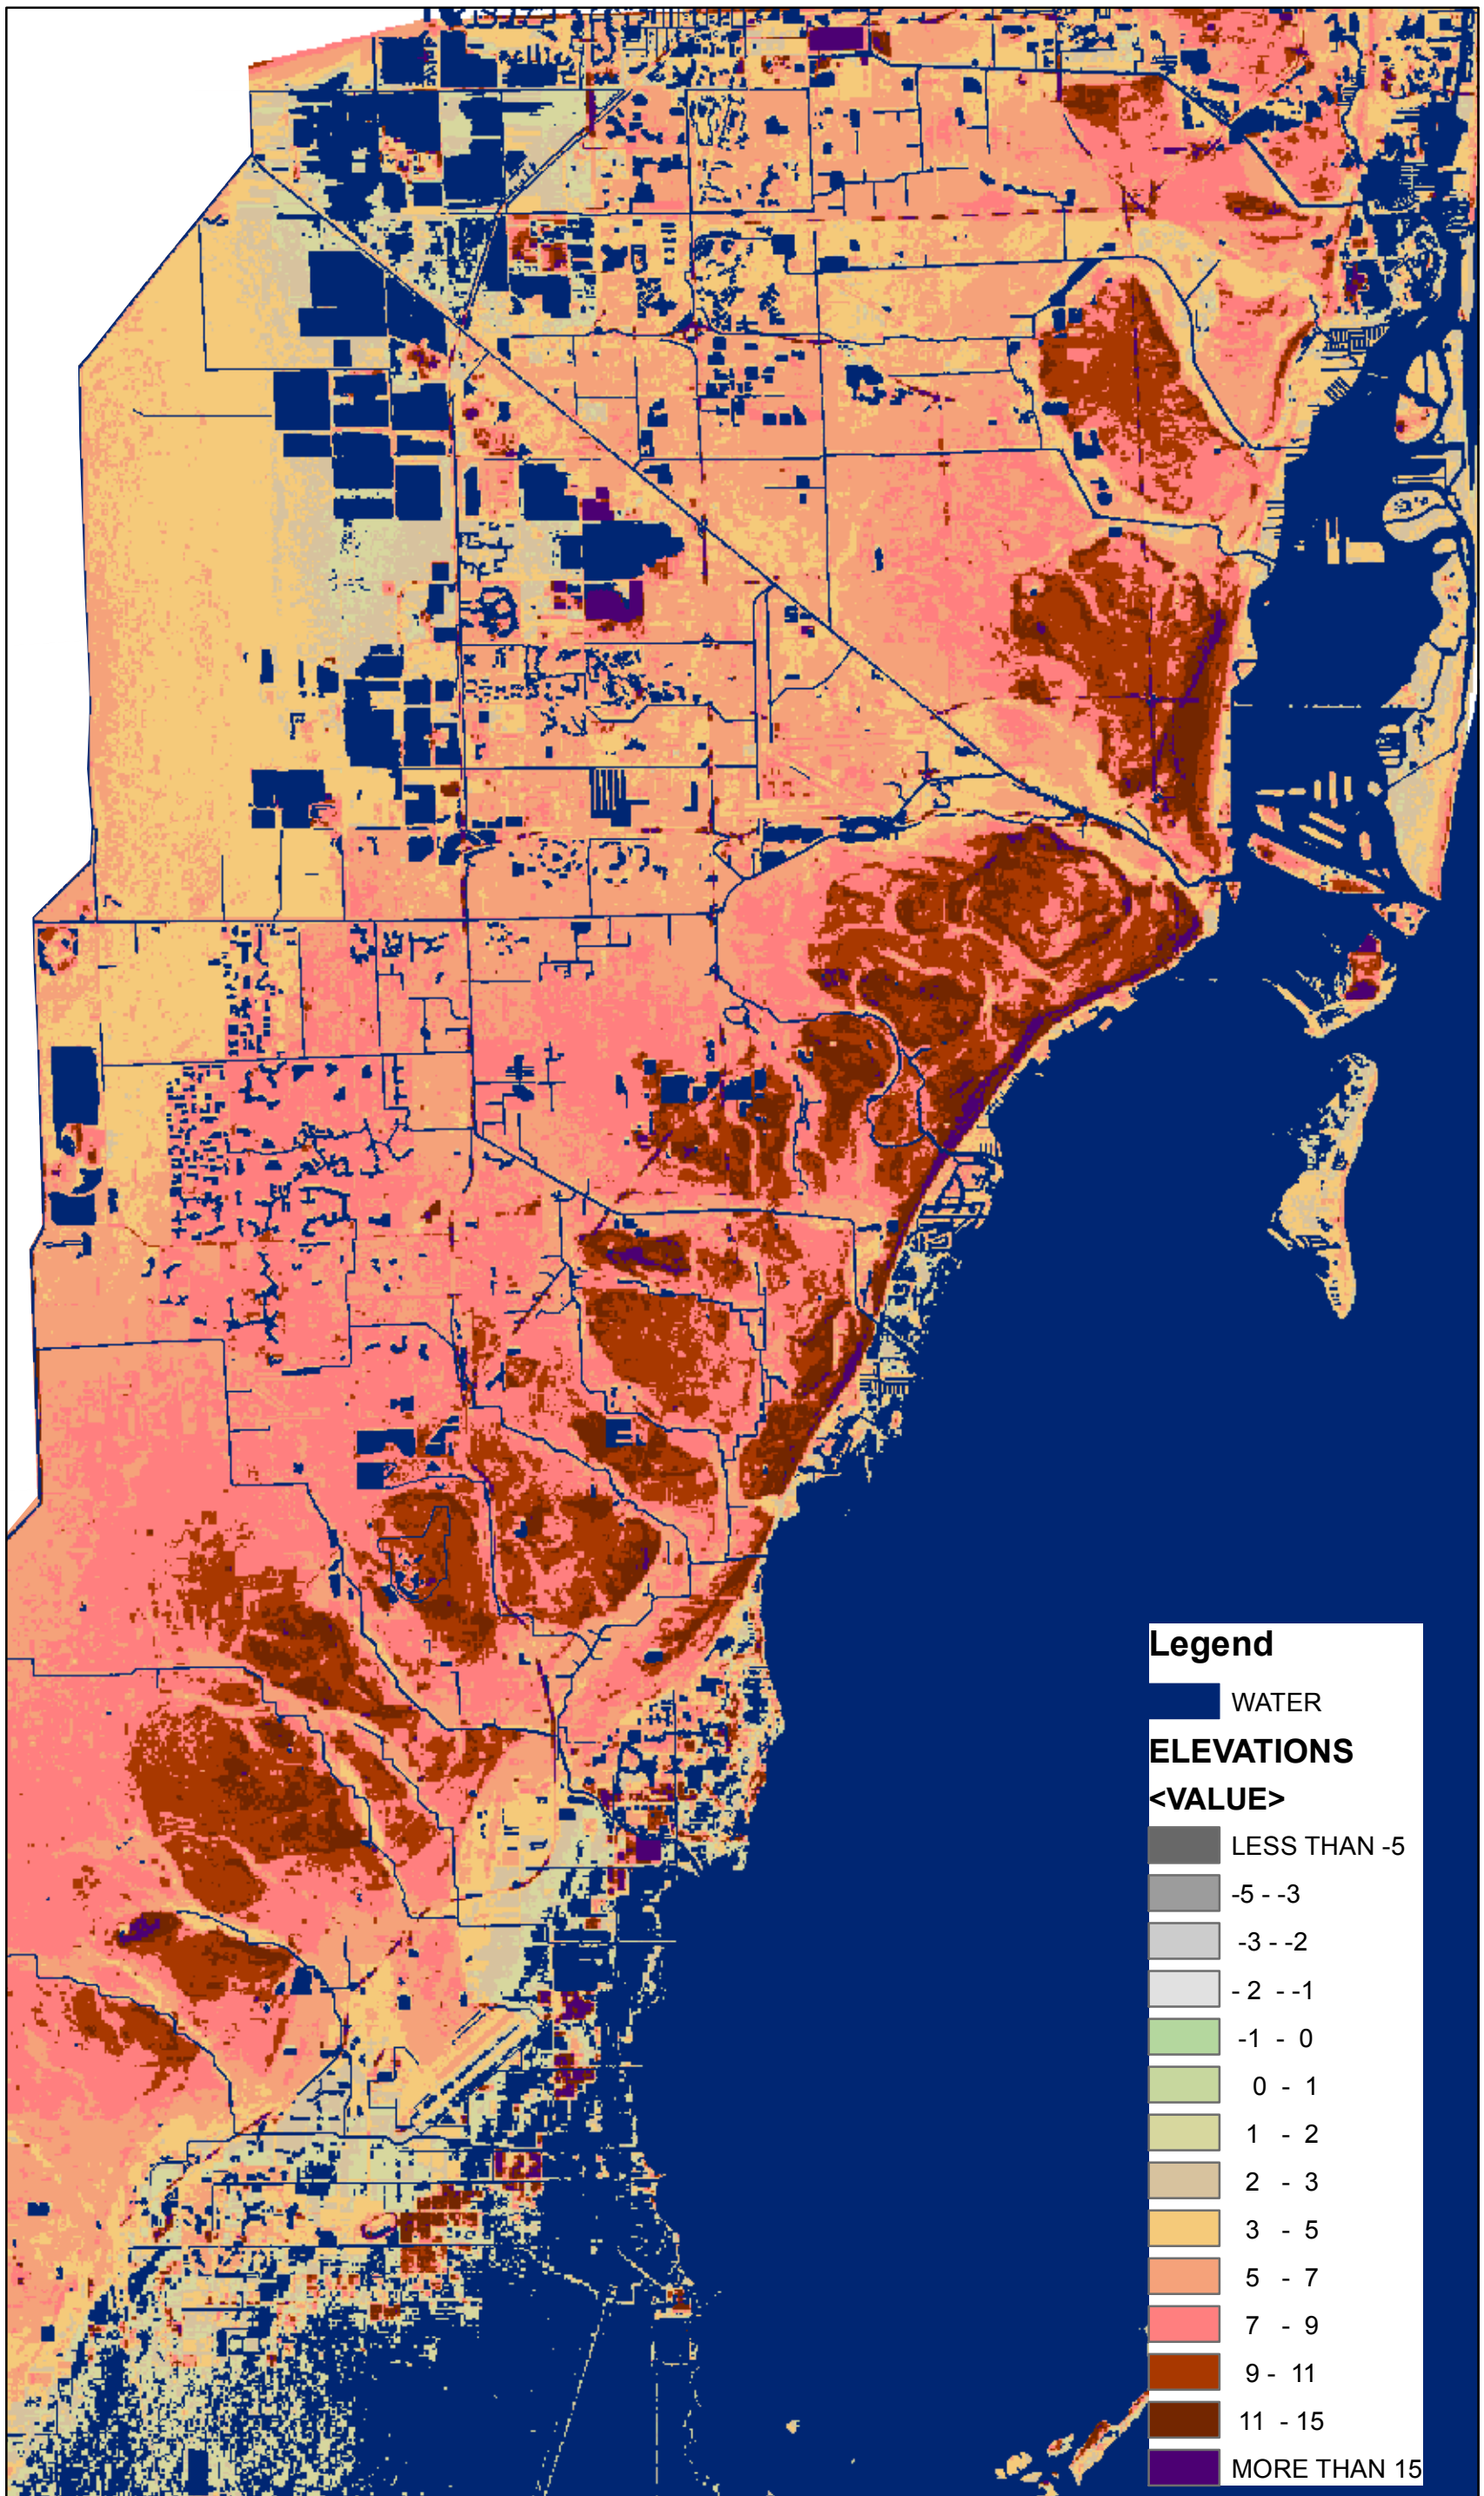 Legend
WATER
ELEVATIONS
<VALUE>
LESS THAN -5
-5 - -3
-3 - -2
- 2 - -1
-1 - 0
0 - 1
1 - 2
2 - 3
3 - 5
5 - 7
7 - 9
9 - 11
11 - 15
MORE THAN 15